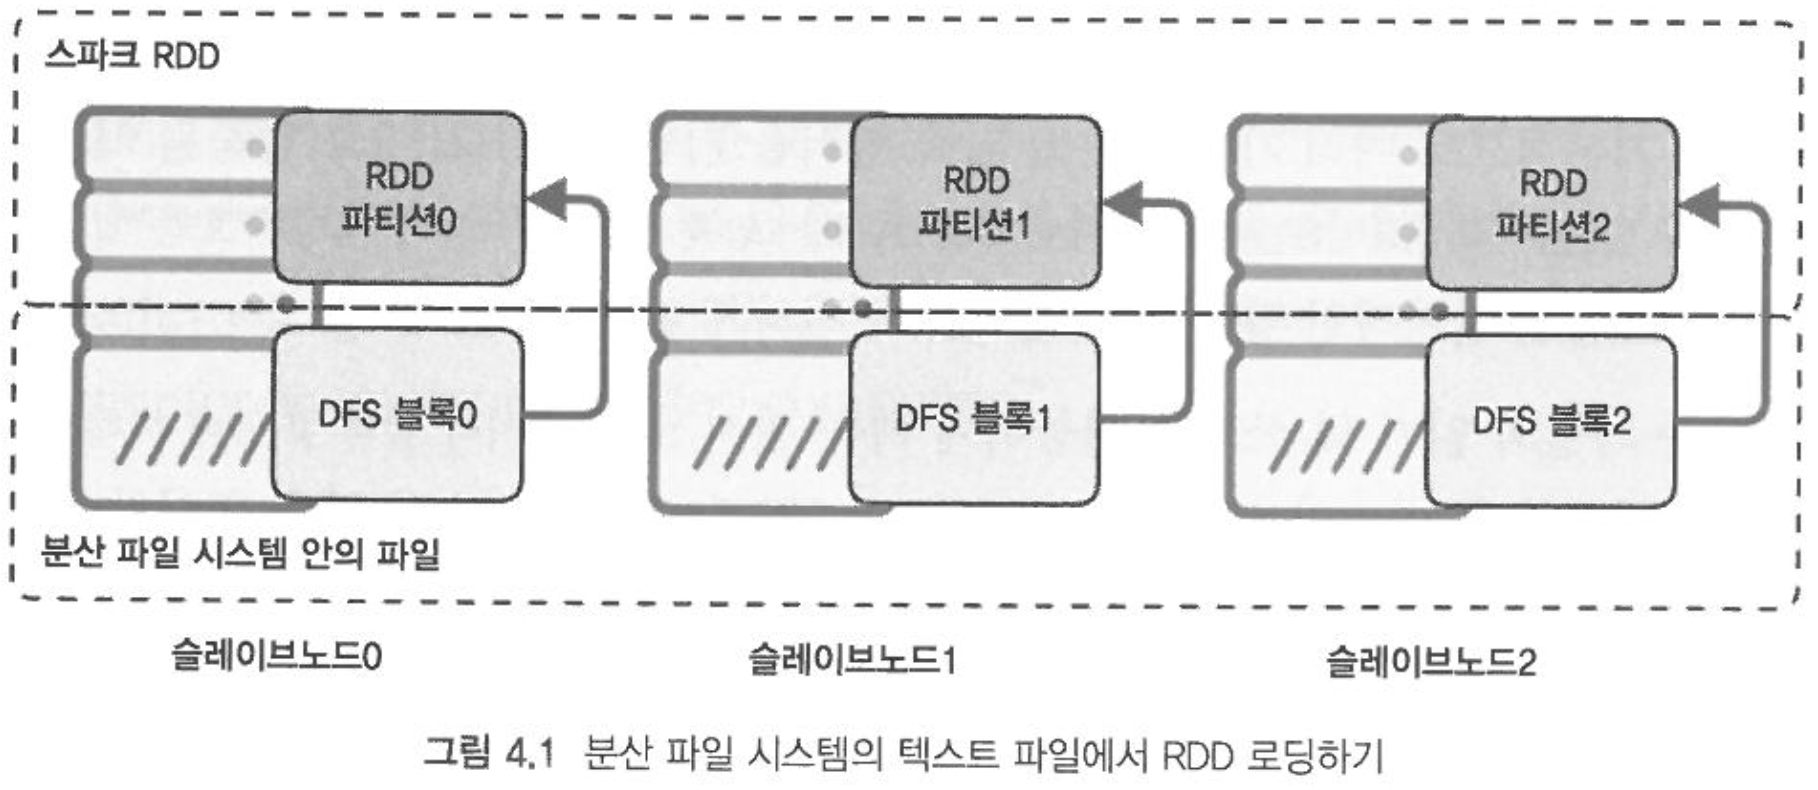 스파크 RDD
RDD
파티션0
RDD
파티션1
RDD
파티션2
DFS 블록0
DFS 블록1
DFS 블록2
분산 파일 시스템 안의 파일
슬레이브노드0
슬레이브노드1
슬레이브노드2
그림 4.1 분산 파일 시스템의 텍스트 파일에서 RDD 로딩하기